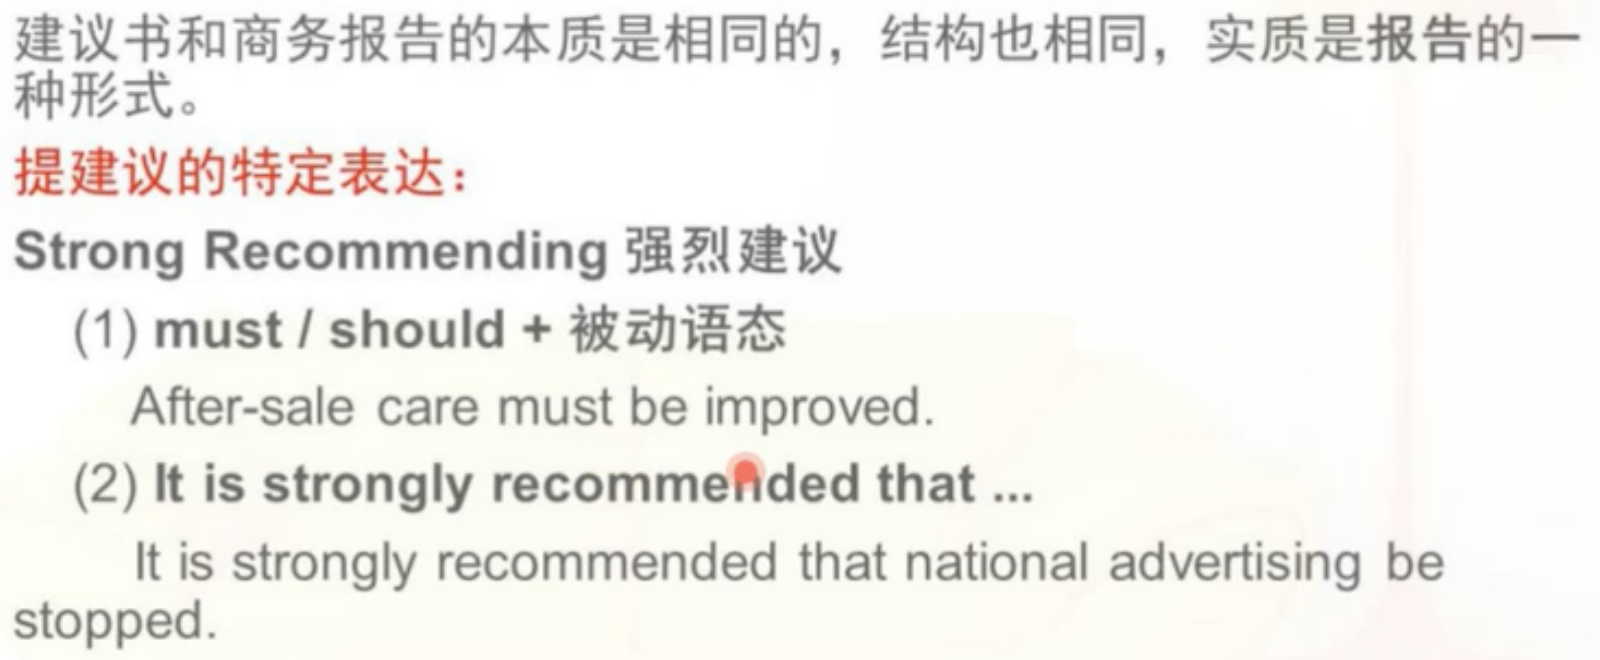 建议书和商务报告的本质是相同的，结构也相同，实质是报告的一
种形式。
提建议的特定表达：
Strong Recommending 强烈建议
(1) must / should + 被动语态
After-sale care must be improved.
(2) It is strongly recommended that ...
It is strongly recommended that national advertising be
stopped.